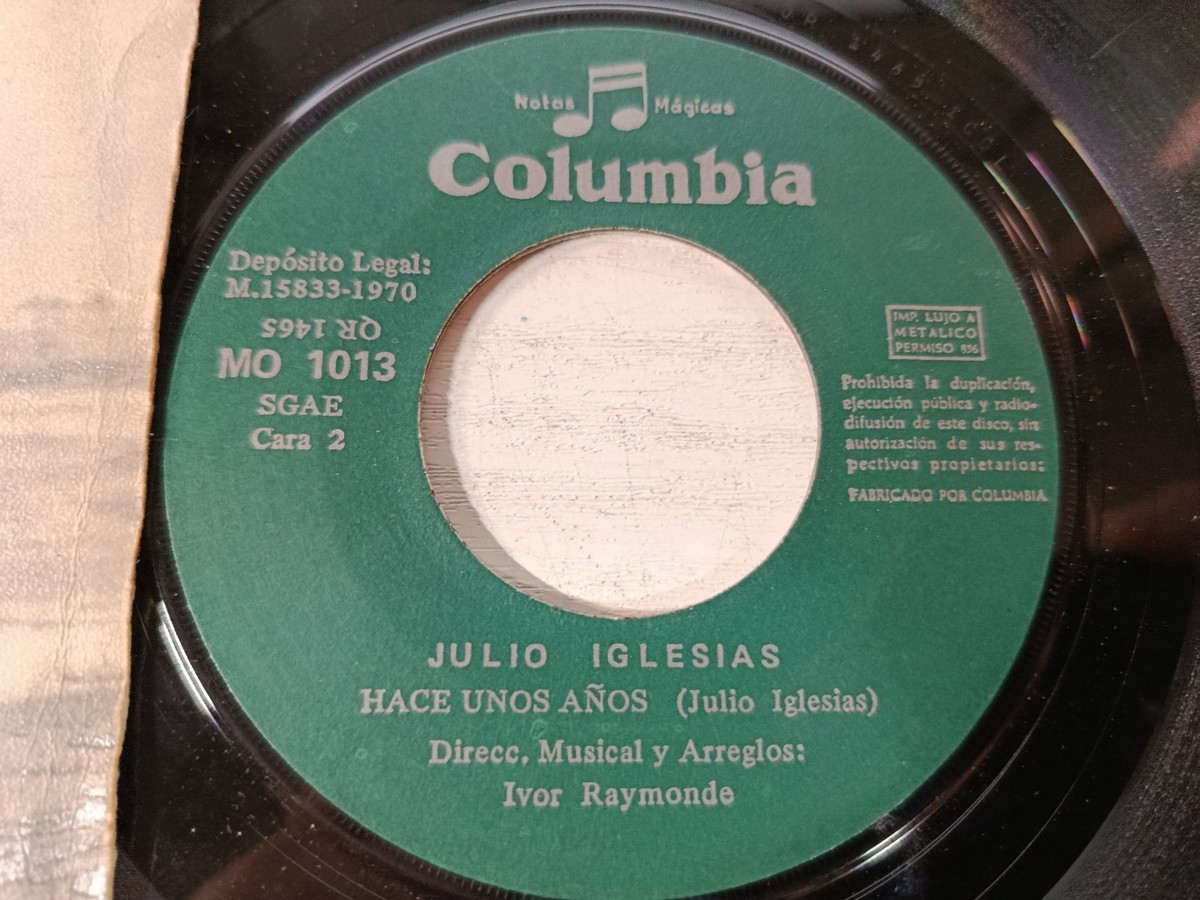 Notas Mágicas
Columbia
Depósito Legal:
M.15833-1970
QR 1465
MO 1013
SGAE
Cara 2
IMP. LUJO A
METALICO
PERMISO 856
Prohibida la duplicación,
ejecución pública y radio-
difusión de este disco, sin
autorización de sus res-
pectivos propietarios:
FABRICADO POR COLUMBIA
JULIO IGLESIAS
HACE UNOS AÑOS (Julio Iglesias)
Direcc. Musical y Arreglos:
Ivor Raymonde